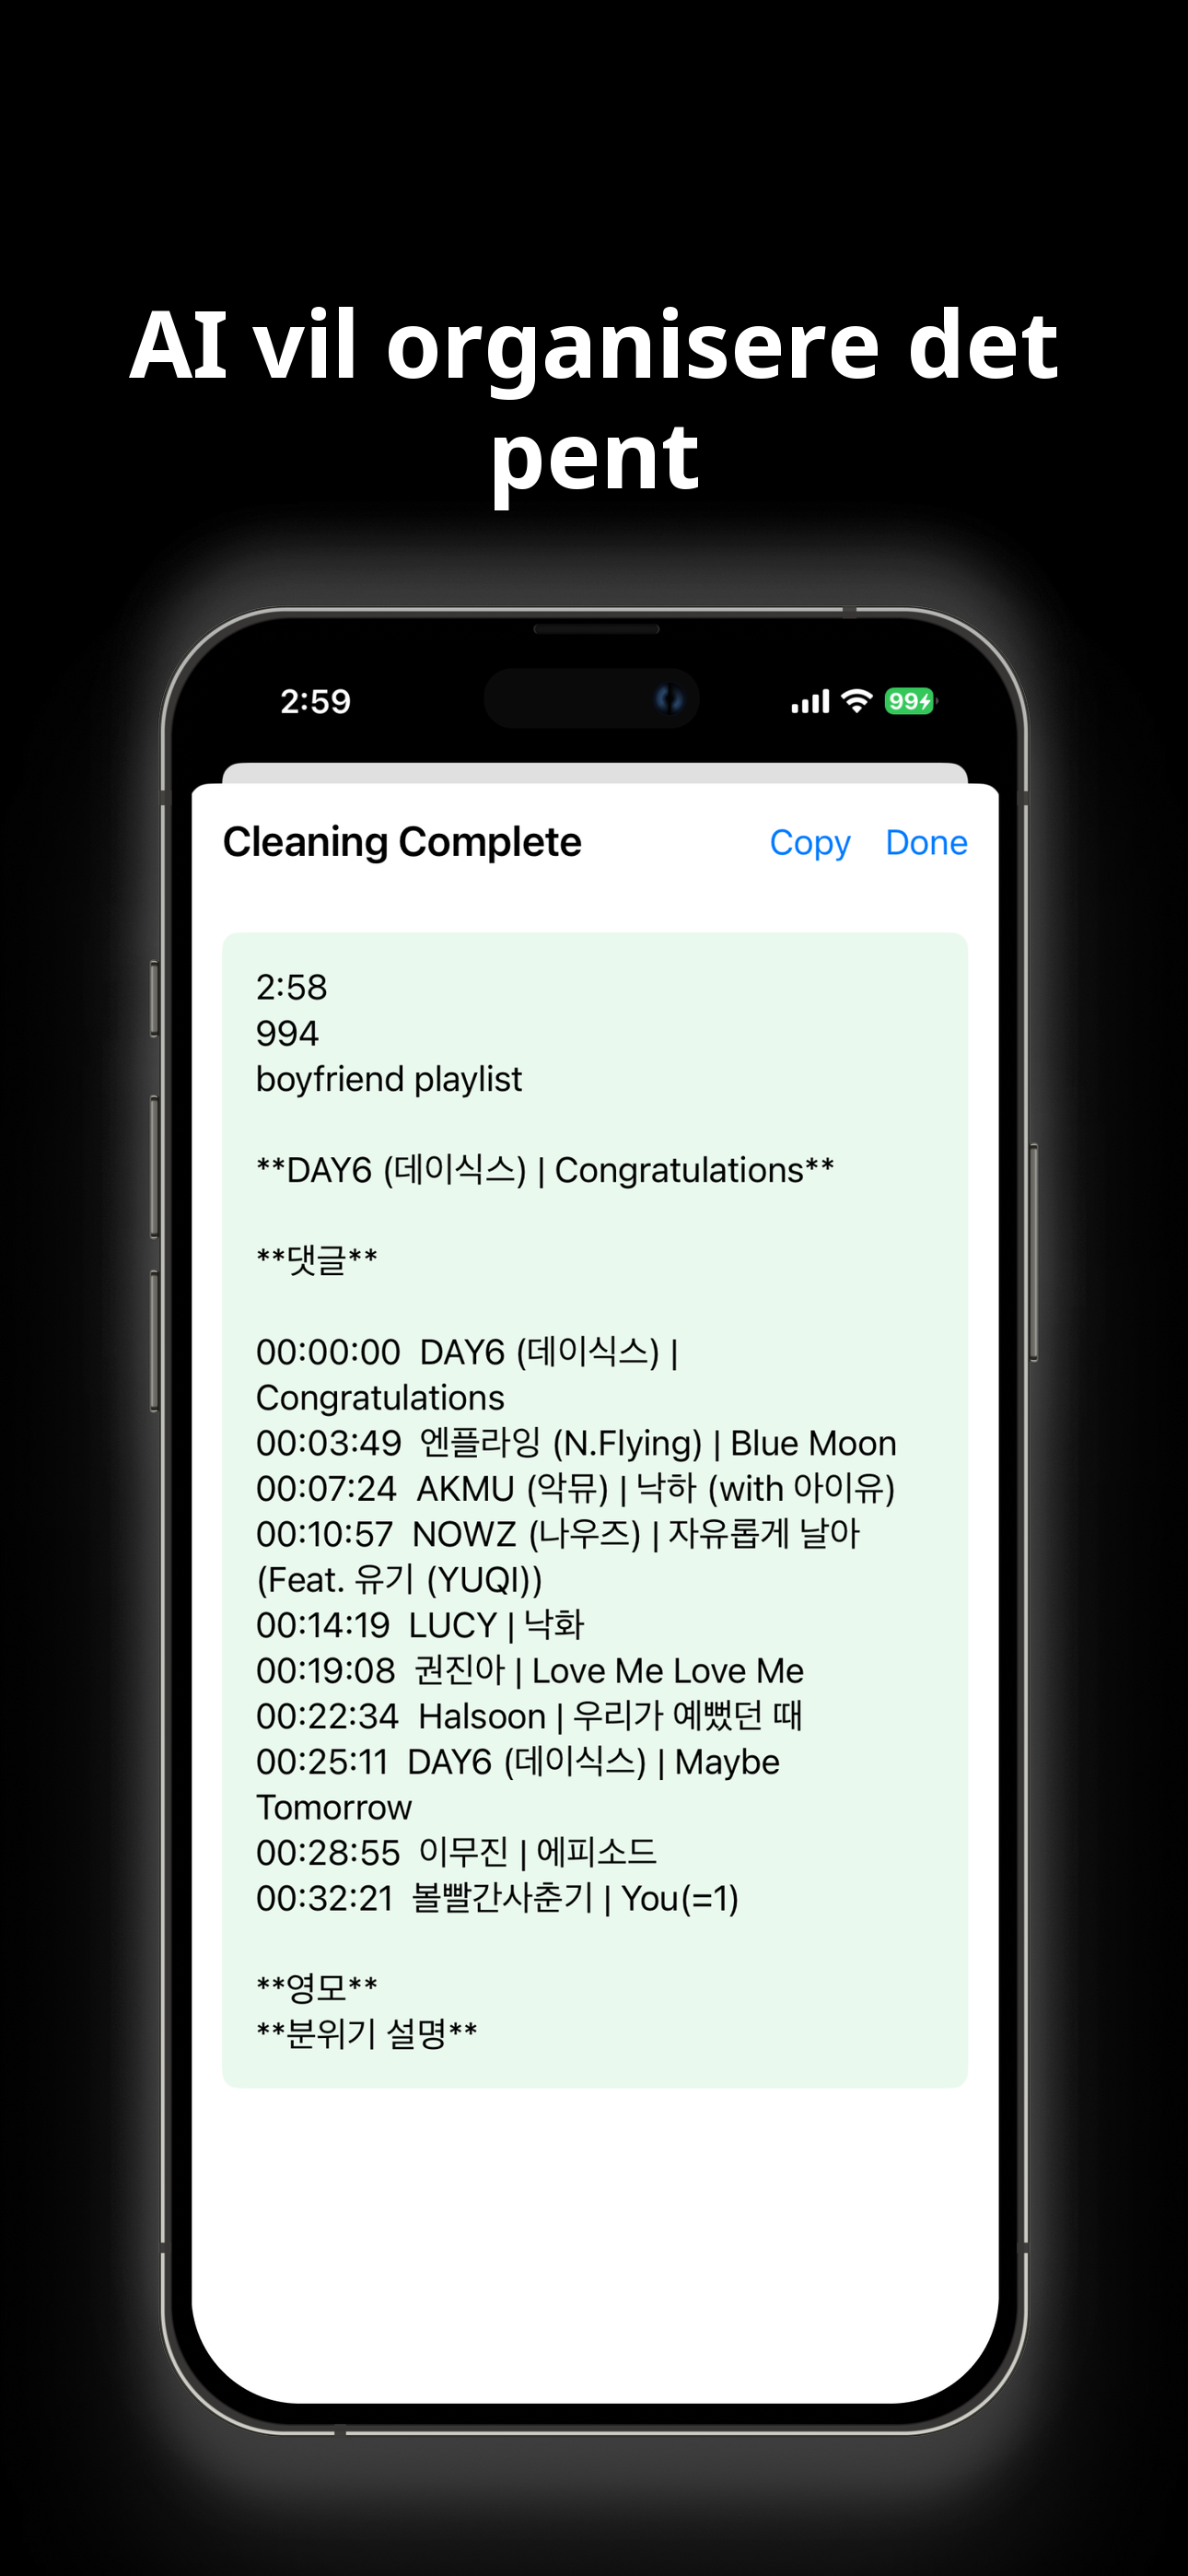 AI vil organisere det
pent
2:59
99
Cleaning Complete
Copy Done
2:58
994
boyfriend playlist
**DAY6 (데이식스) | Congratulations**
**댓글**
00:00:00 DAY6 (데이식스) |
Congratulations
00:03:49 엔플라잉 (N.Flying) | Blue Moon
00:07:24 AKMU (악뮤) | 낙하 (with 아이유)
00:10:57 NOWZ (나우즈) | 자유롭게 날아
(Feat. 유기 (YUQI))
00:14:19 LUCY | 낙화
00:19:08 권진아 | Love Me Love Me
00:22:34 Halsoon | 우리가 예뻤던 때
00:25:11 DAY6 (데이식스) | Maybe
Tomorrow
00:28:55 이무진 | 에피소드
00:32:21 볼빨간사춘기 | You(=1)
**영모**
**분위기 설명**